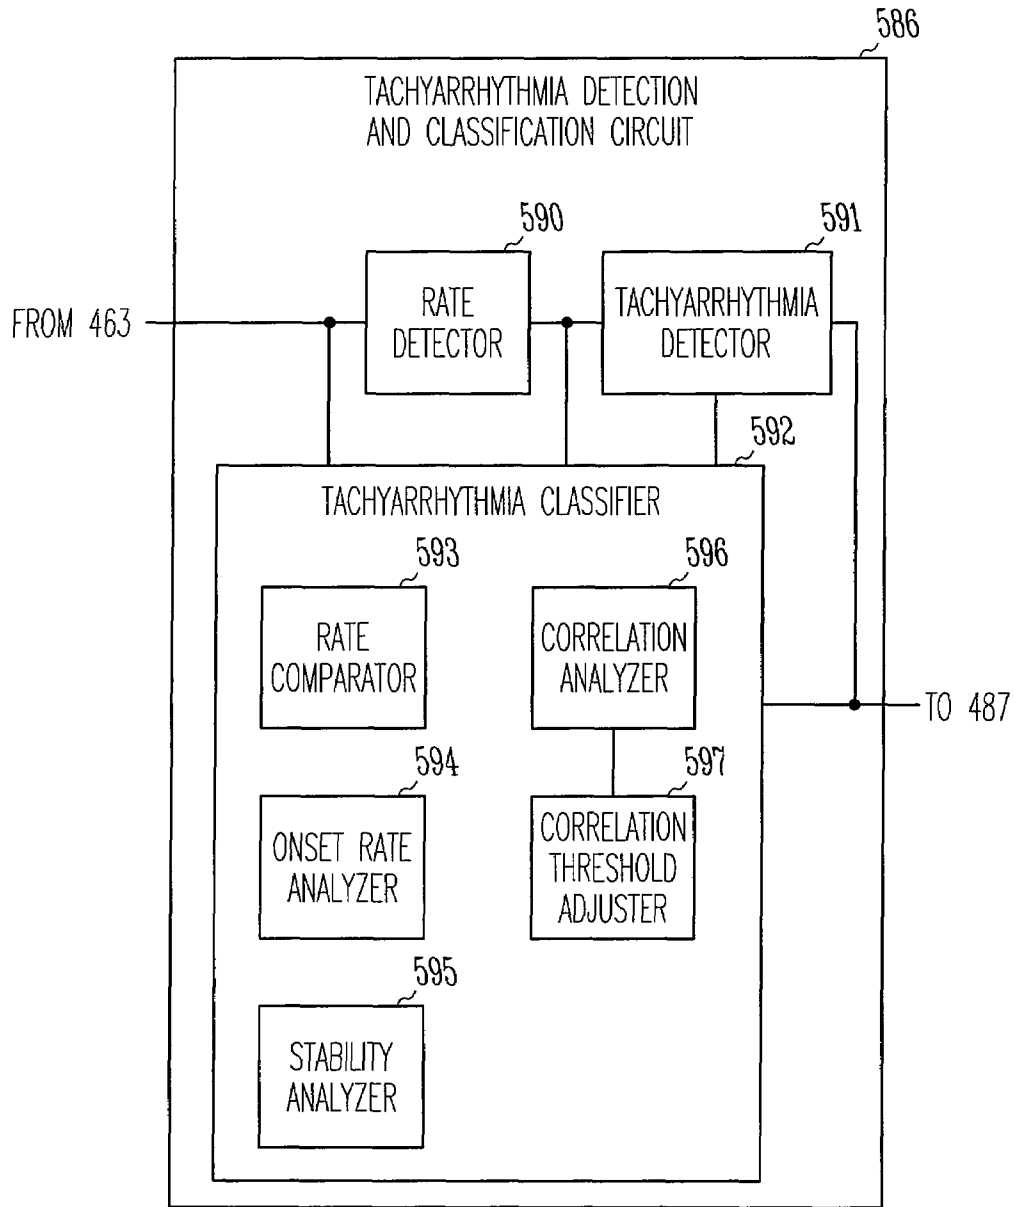 586
TACHYARRHYTHMIA DETECTION
AND CLASSIFICATION CIRCUIT
590
591
FROM 463
RATE
DETECTOR
TACHYARRHYTHMIA
DETECTOR
592
TACHYARRHYTHMIA CLASSIFIER
593
596
RATE
COMPARATOR
CORRELATION
ANALYZER
TO 487
594
597
ONSET RATE
ANALYZER
CORRELATION
THRESHOLD
ADJUSTER
595
STABILITY
ANALYZER